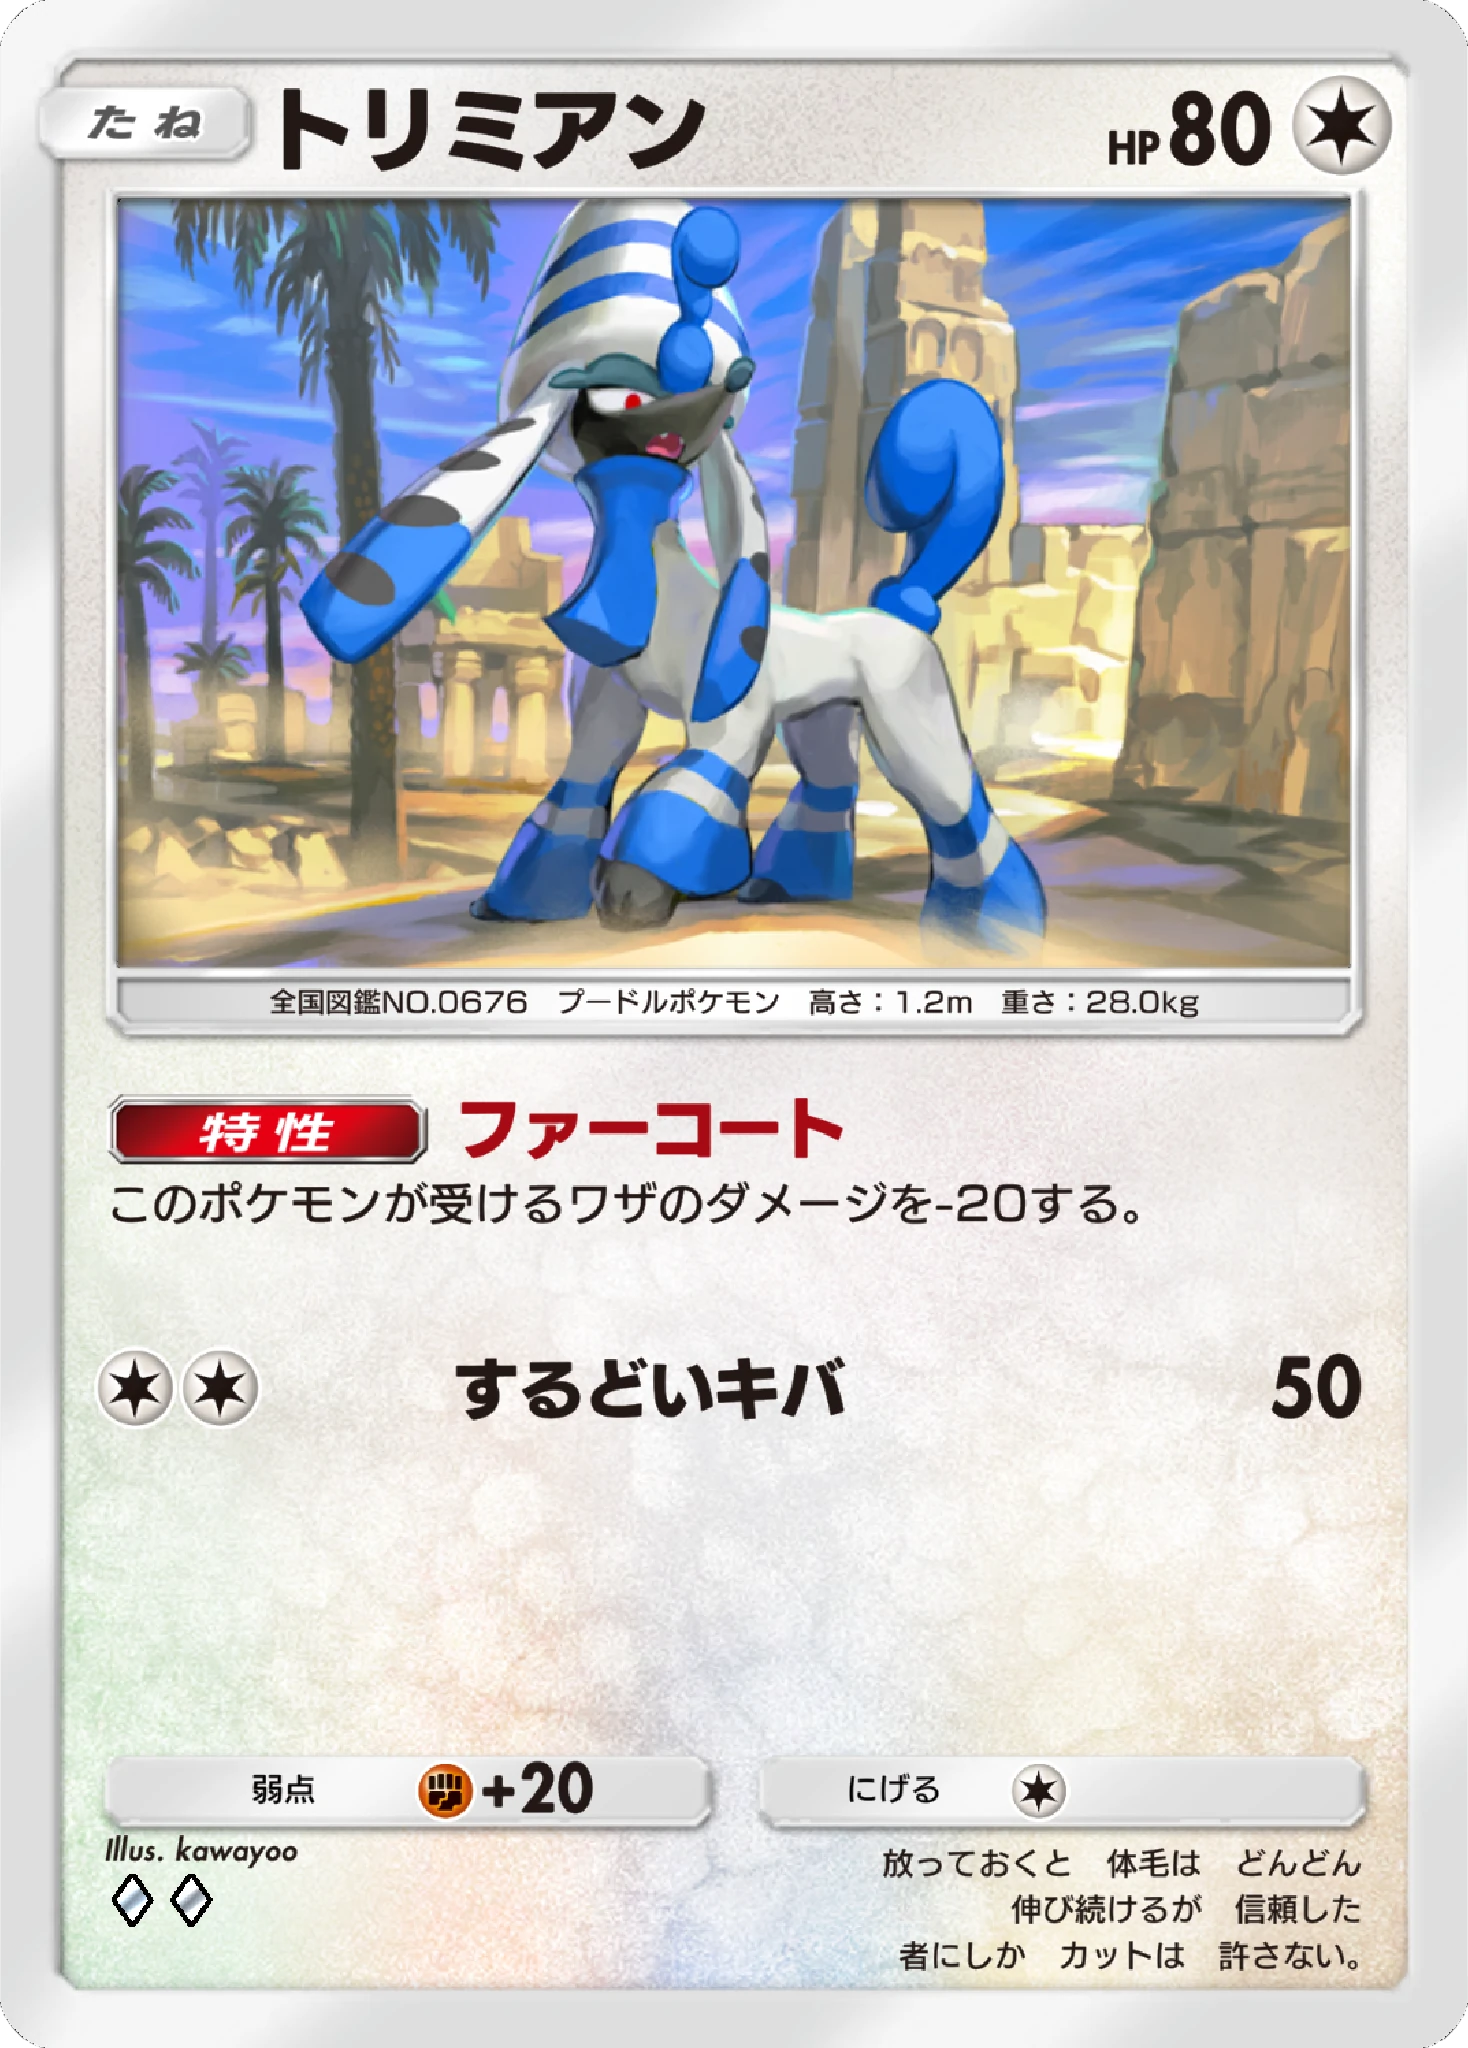 たね トリミアン HP80
全国図鑑NO.0676 プードルポケモン 高さ:1.2m 重さ:28.0kg
特性 ファーコート
このポケモンが受けるワザのダメージを-20する。
するどいキバ 50
弱点 +20 にげる
Illus. kawayoo
放っておくと 体毛は どんどん
伸び続けるが 信頼した
者にしか カットは 許さない。